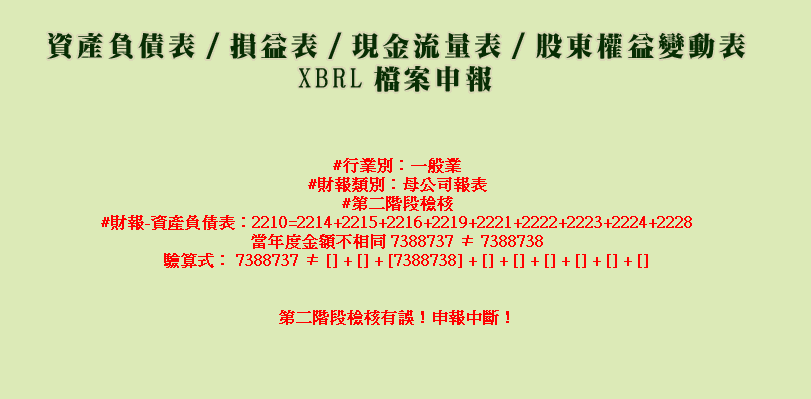 資產負債表 / 損益表 / 現金流量表 / 股東權益變動表
XBRL 檔案申報
#行業別：一般業
#財報類別：母公司報表
#第二階段檢核
#財報-資產負債表：2210=2214+2215+2216+2219+2221+2222+2223+2224+2228
當年度金額不相同 7388737 ≠ 7388738
驗算式： 7388737 ≠ [] + [] + [7388738] + [] + [] + [] + [] + [] + []
第二階段檢核有誤！申報中斷！